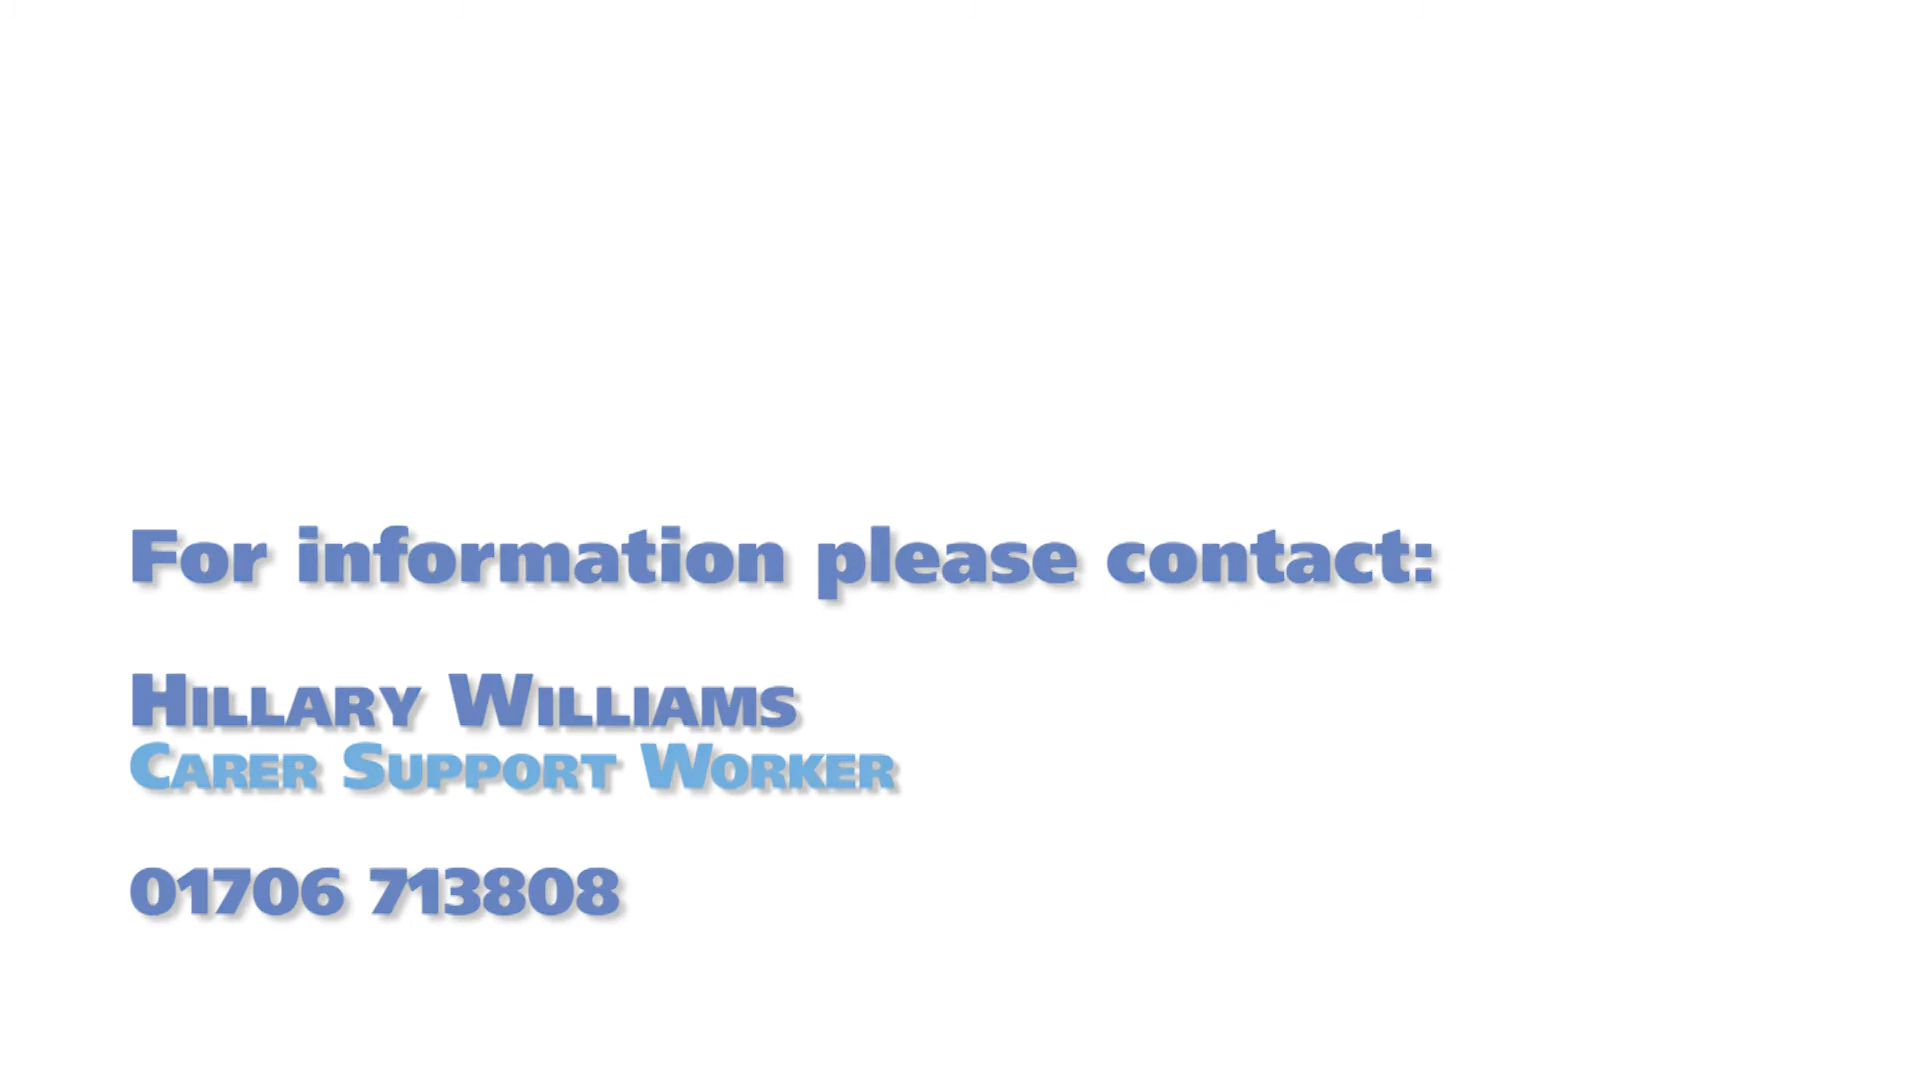 For information please contact:
HILLARY WILLIAMS
CARER SUPPORT WORKER
01706 713808